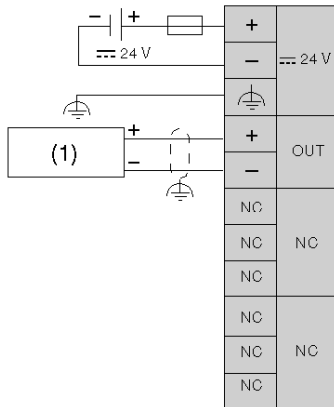 − + +
⎓ 24 V
− ⎓ 24 V
+ +
(1) OUT
− −
NC
NC NC
NC
NC
NC NC
NC